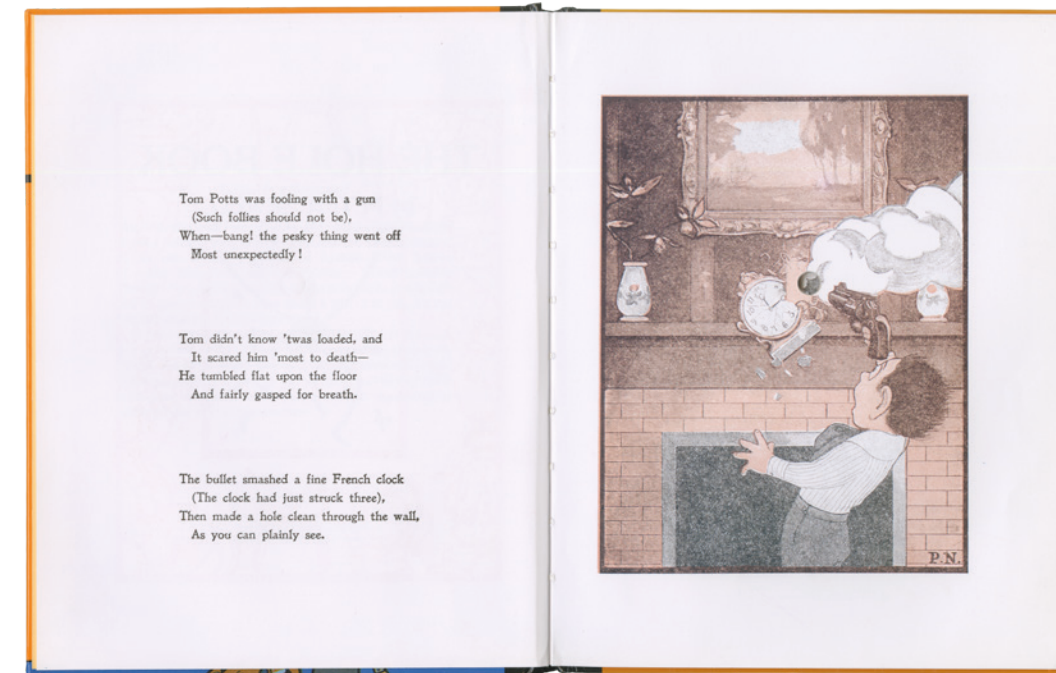 Tom Potts was fooling with a gun
(Such follies should not be),
When—bang! the pesky thing went off
Most unexpectedly!
Tom didn't know 'twas loaded, and
It scared him 'most to death—
He tumbled flat upon the floor
And fairly gasped for breath.
The bullet smashed a fine French clock
(The clock had just struck three),
Then made a hole clean through the wall,
As you can plainly see.
P.N.